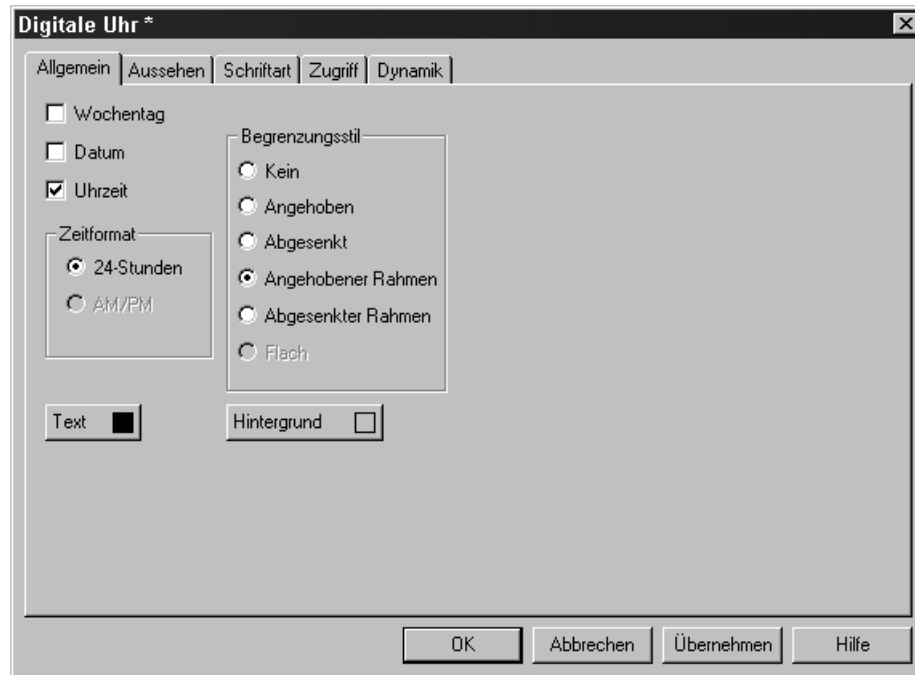 Digitale Uhr *
Allgemein Aussehen Schriftart Zugriff Dynamik
Wochentag
Datum
Uhrzeit
Zeitformat
24-Stunden
AM/PM
Begrenzungsstil
Kein
Angehoben
Abgesenkt
Angehobener Rahmen
Abgesenkter Rahmen
Flach
Text
Hintergrund
OK Abbrechen Übernehmen Hilfe